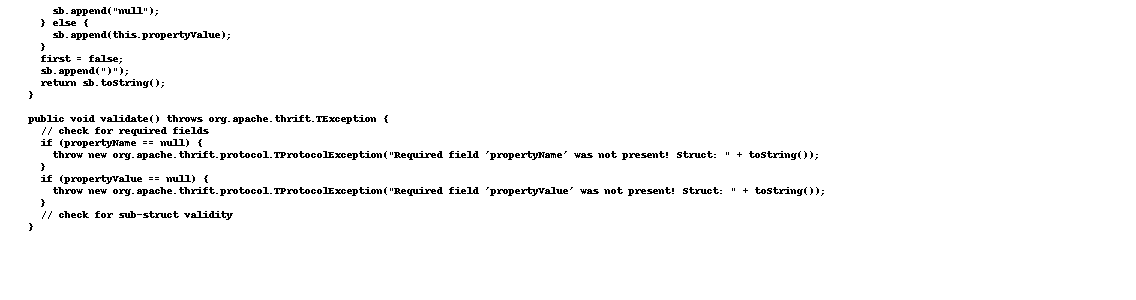 sb.append("null");
    } else {
      sb.append(this.propertyValue);
    }
    first = false;
    sb.append(")");
    return sb.toString();
  }

  public void validate() throws org.apache.thrift.TException {
    // check for required fields
    if (propertyName == null) {
      throw new org.apache.thrift.protocol.TProtocolException("Required field 'propertyName' was not present! Struct: " + toString());
    }
    if (propertyValue == null) {
      throw new org.apache.thrift.protocol.TProtocolException("Required field 'propertyValue' was not present! Struct: " + toString());
    }
    // check for sub-struct validity
  }